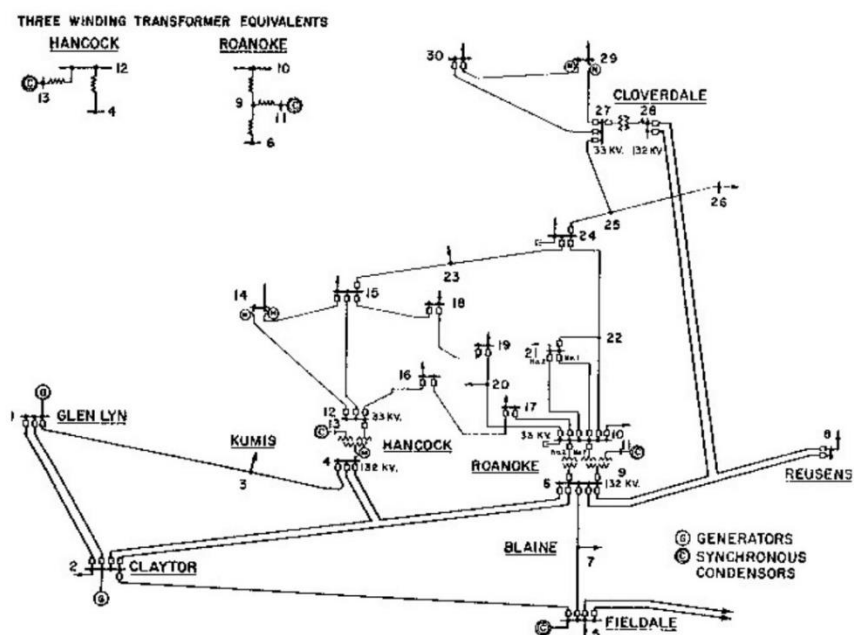 THREE WINDING TRANSFORMER EQUIVALENTS
HANCOCK
ROANOKE
12
C
13
4
10
9
C
11
6
30
29
CLOVERDALE
27
28
33 KV.
132 KV
26
25
24
23
14
15
18
22
19
21
16
20
17
1
G
GLEN LYN
12
33 KV.
13
C
HANCOCK
KUMIS
3
4
132 KV.
33 KV.
10
11
C
ROANOKE
9
8
REUSENS
6
132 KV.
G GENERATORS
C SYNCHRONOUS
CONDENSORS
BLAINE
7
2
CLAYTOR
G
C
FIELDALE
5